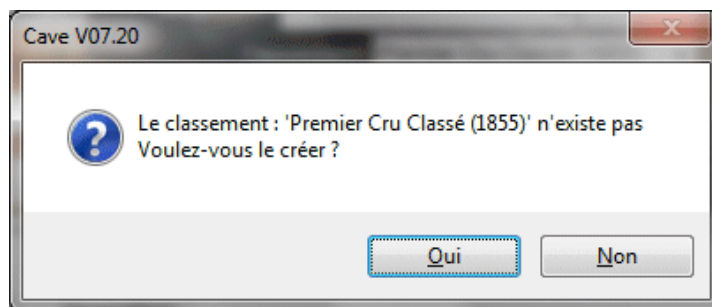 Cave V07.20
Le classement : 'Premier Cru Classé (1855)' n'existe pas
Voulez-vous le créer ?
Oui
Non